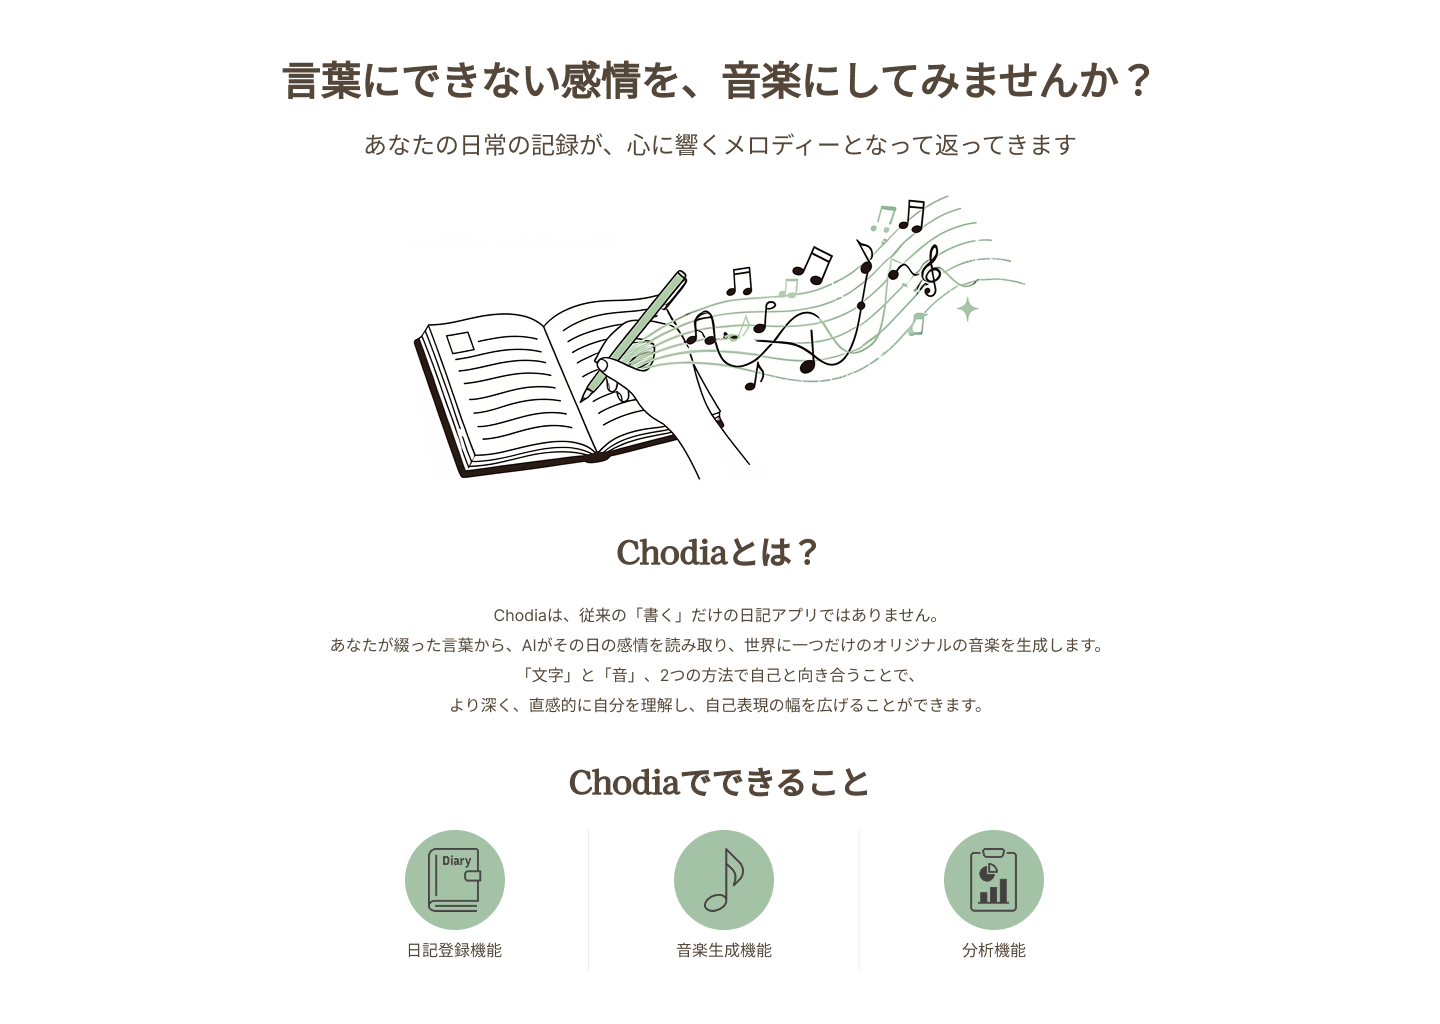 言葉にできない感情を、音楽にしてみませんか？
あなたの日常の記録が、心に響くメロディーとなって返ってきます
Chodiaとは？
Chodiaは、従来の「書く」だけの日記アプリではありません。
あなたが綴った言葉から、AIがその日の感情を読み取り、世界に一つだけのオリジナルの音楽を生成します。
「文字」と「音」、2つの方法で自己と向き合うことで、
より深く、直感的に自分を理解し、自己表現の幅を広げることができます。
Chodiaでできること
Diary
日記登録機能
音楽生成機能
分析機能